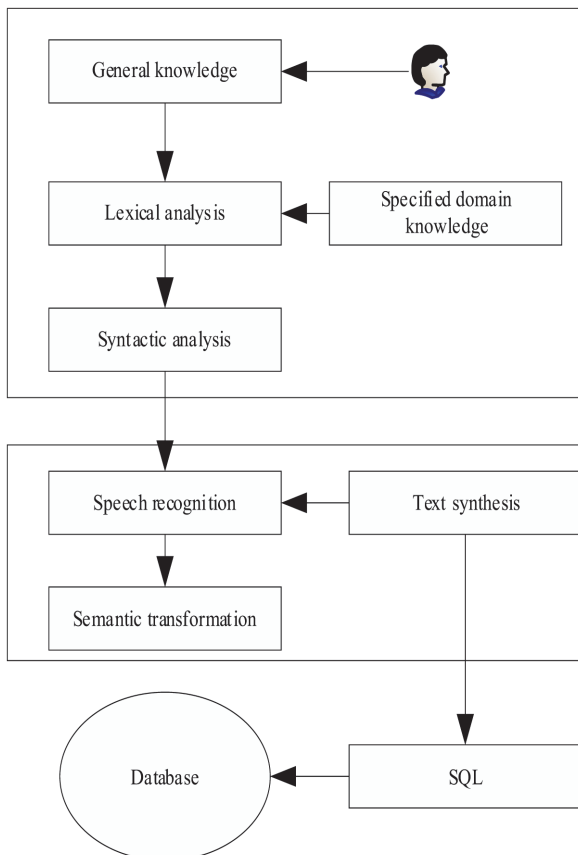 General knowledge
Lexical analysis
Specified domain
knowledge
Syntactic analysis
Speech recognition
Text synthesis
Semantic transformation
Database
SQL